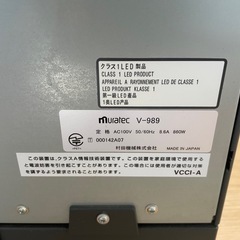 クラス1LED製品
CLASS 1 LED PRODUCT
APPAREIL A RAYONNEMENT LED DE CLASSE 1
LED PRODUKT KLASSE 1
第一級LED産品
1类LED产品
muratec V-989
定 格 AC100V 50/60Hz 8.6A 860W
000142A07
村田機械株式会社
MADE IN JAPAN
この装置は、クラスA情報技術装置です。この装置を家庭環境で使用する
と電波妨害を引き起こすことがあります。この場合には使用者が適切な対
策を講ずるよう要求されることがあります。
VCCI-A